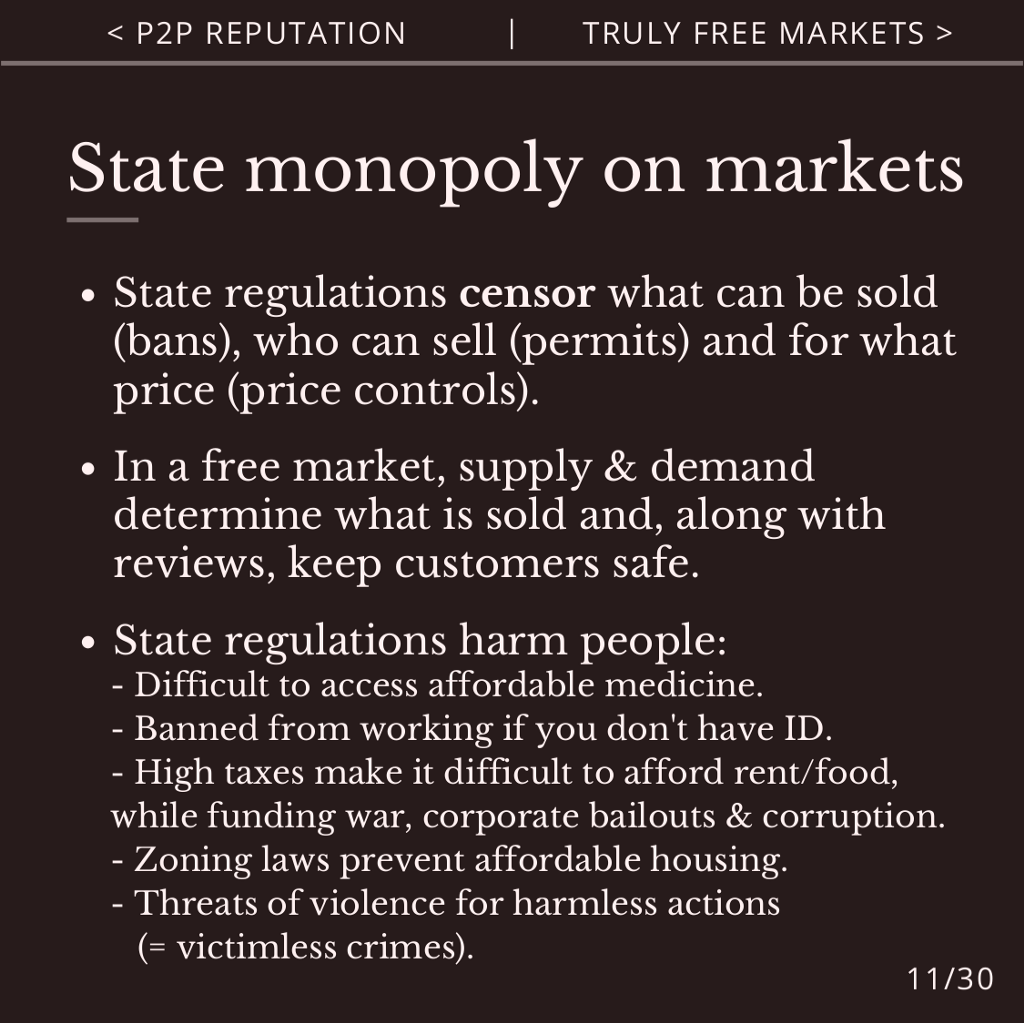 < P2P REPUTATION | TRULY FREE MARKETS >
State monopoly on markets
• State regulations censor what can be sold
(bans), who can sell (permits) and for what
price (price controls).
• In a free market, supply & demand
determine what is sold and, along with
reviews, keep customers safe.
• State regulations harm people:
- Difficult to access affordable medicine.
- Banned from working if you don't have ID.
- High taxes make it difficult to afford rent/food,
while funding war, corporate bailouts & corruption.
- Zoning laws prevent affordable housing.
- Threats of violence for harmless actions
(= victimless crimes).
11/30